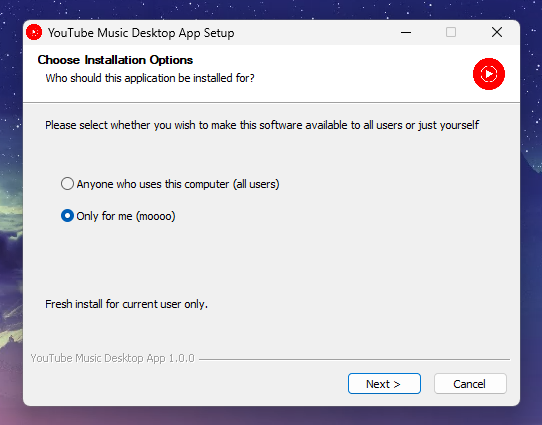 YouTube Music Desktop App Setup
Choose Installation Options
Who should this application be installed for?
Please select whether you wish to make this software available to all users or just yourself
Anyone who uses this computer (all users)
Only for me (moooo)
Fresh install for current user only.
YouTube Music Desktop App 1.0.0
Next >
Cancel